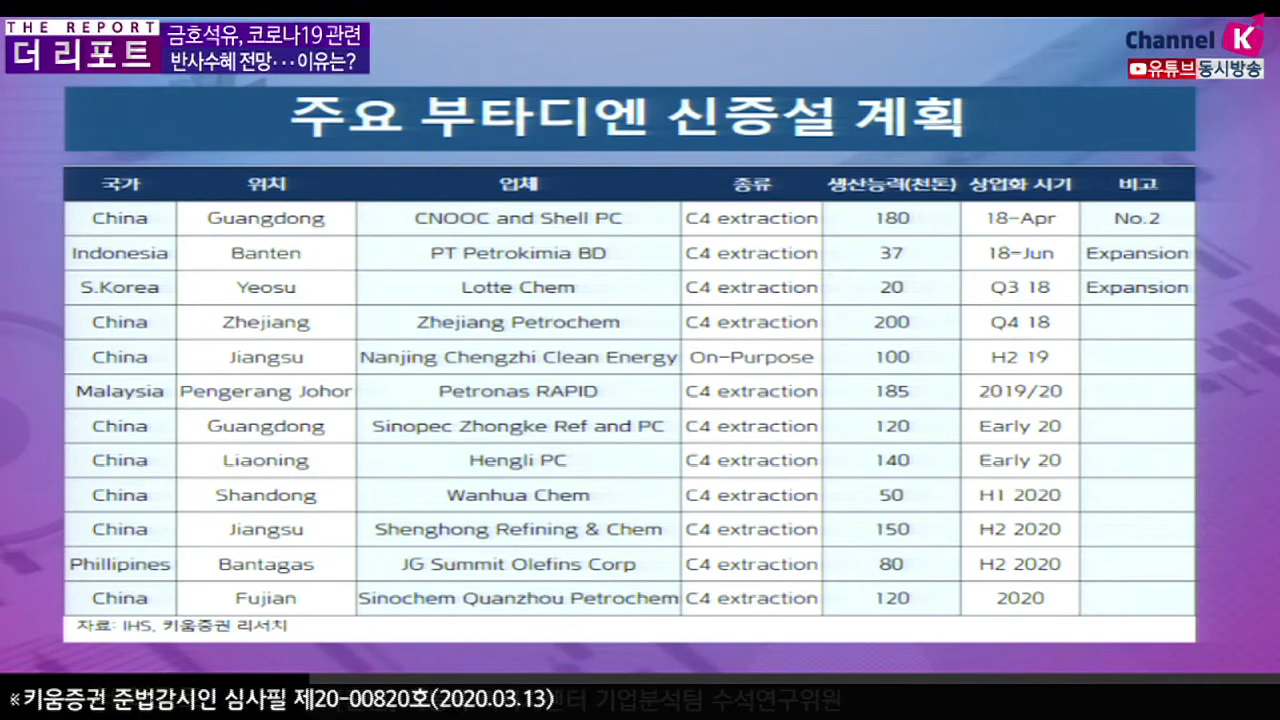 THE REPORT
더 리포트
금호석유, 코로나19 관련
반사수혜 전망···이유는?
Channel K
유튜브 동시방송
주요 부타디엔 신증설 계획
국가 위치 업체 종류 생산능력(천톤) 상업화 시기 비고
China Guangdong CNOOC and Shell PC C4 extraction 180 18-Apr No.2
Indonesia Banten PT Petrokimia BD C4 extraction 37 18-Jun Expansion
S.Korea Yeosu Lotte Chem C4 extraction 20 Q3 18 Expansion
China Zhejiang Zhejiang Petrochem C4 extraction 200 Q4 18
China Jiangsu Nanjing Chengzhi Clean Energy On-Purpose 100 H2 19
Malaysia Pengerang Johor Petronas RAPID C4 extraction 185 2019/20
China Guangdong Sinopec Zhongke Ref and PC C4 extraction 120 Early 20
China Liaoning Hengli PC C4 extraction 140 Early 20
China Shandong Wanhua Chem C4 extraction 50 H1 2020
China Jiangsu Shenghong Refining & Chem C4 extraction 150 H2 2020
Phillipines Bantagas JG Summit Olefins Corp C4 extraction 80 H2 2020
China Fujian Sinochem Quanzhou Petrochem C4 extraction 120 2020
자료: IHS, 키움증권 리서치
※키움증권 준법감시인 심사필 제20-00820호(2020.03.13) 기업분석팀 수석연구위원